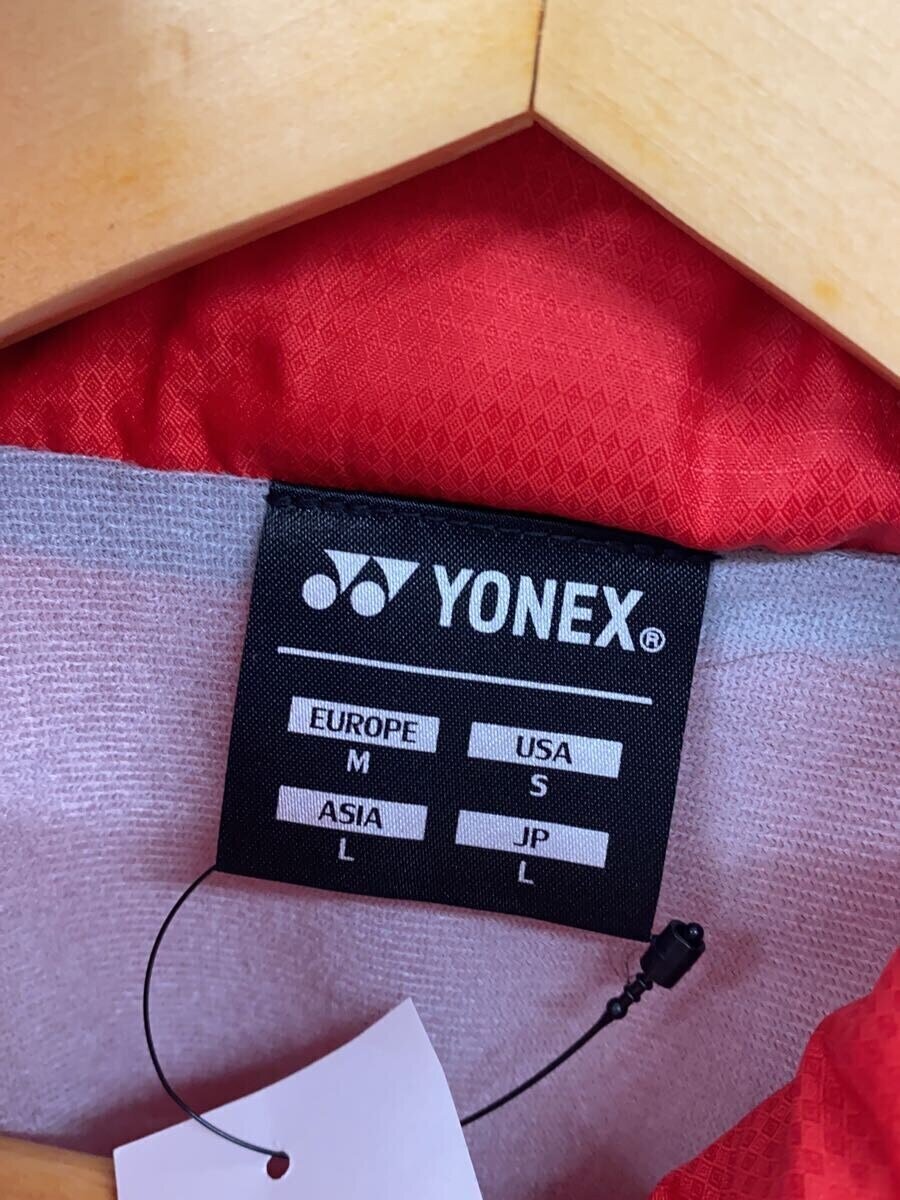 YONEX®
EUROPE USA
M S
ASIA JP
L L